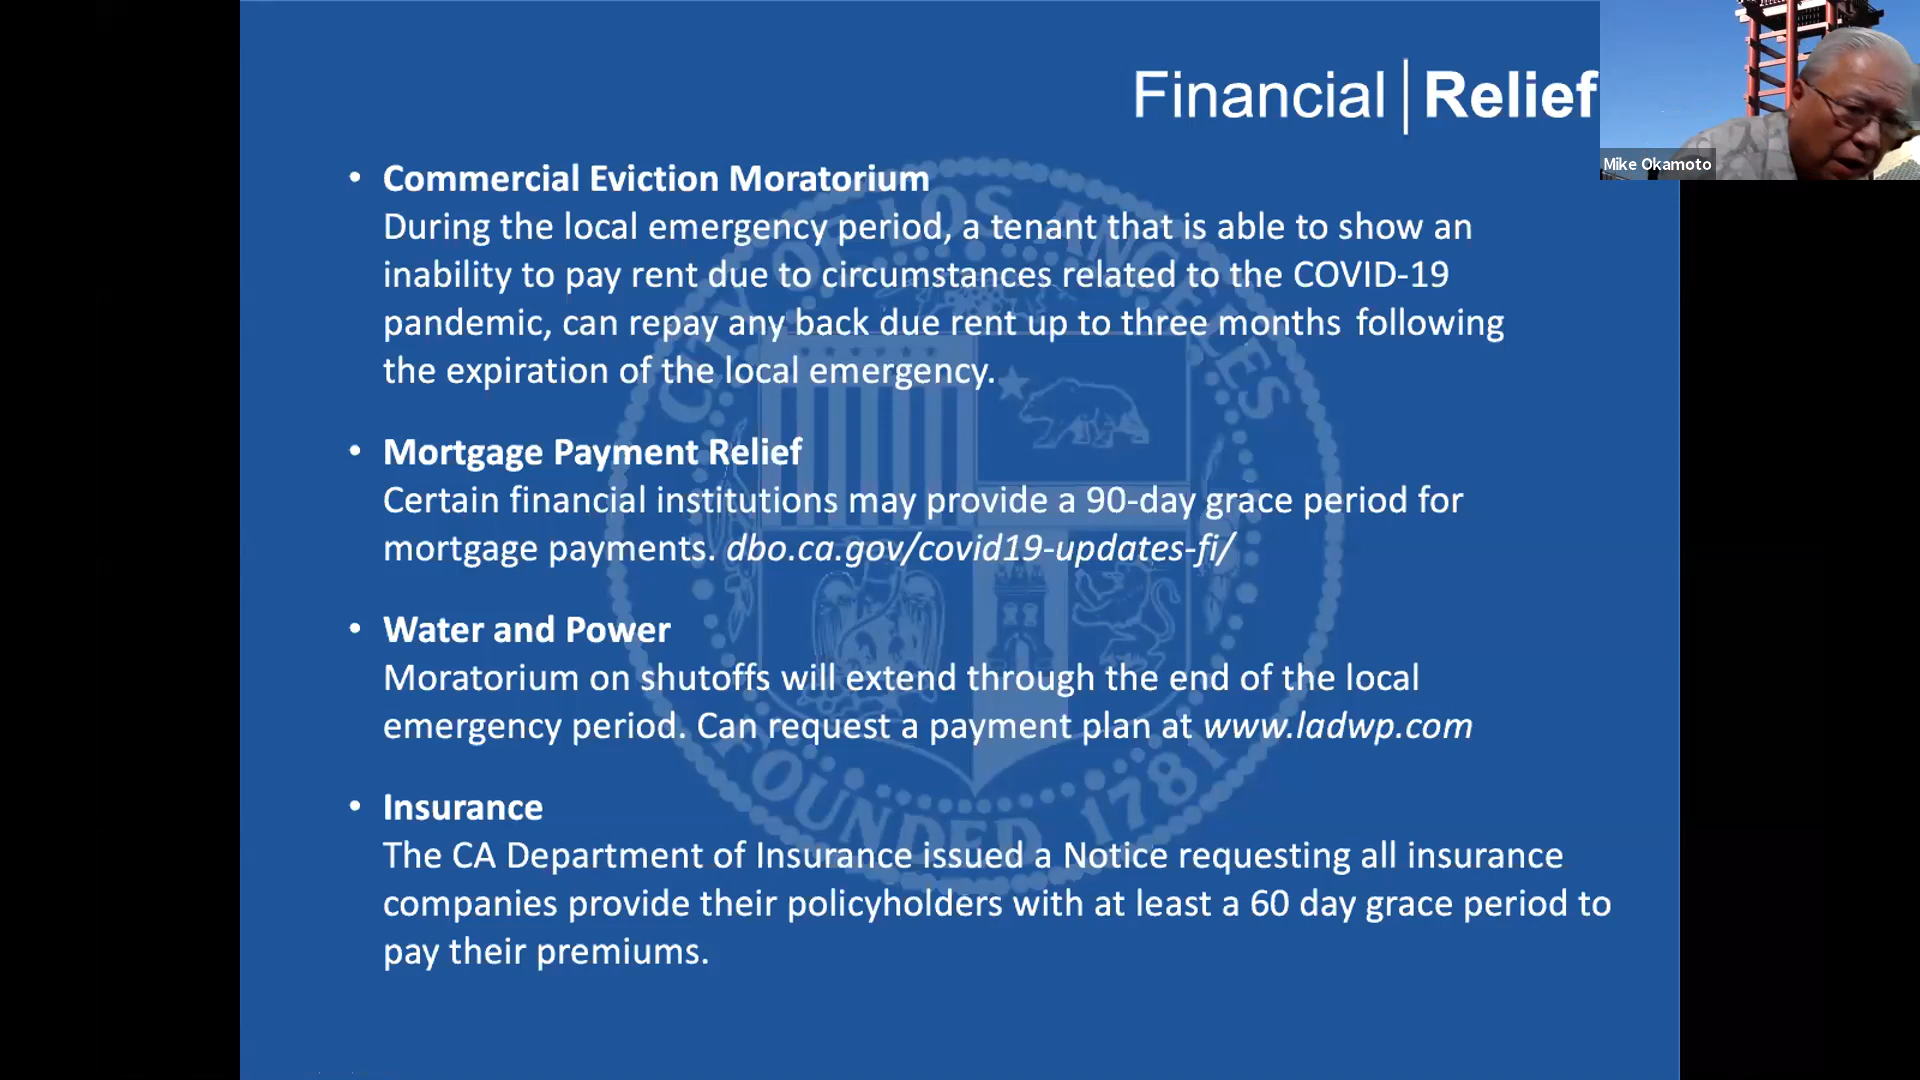 Financial | Relief
Mike Okamoto
• Commercial Eviction Moratorium
During the local emergency period, a tenant that is able to show an
inability to pay rent due to circumstances related to the COVID-19
pandemic, can repay any back due rent up to three months following
the expiration of the local emergency.
• Mortgage Payment Relief
Certain financial institutions may provide a 90-day grace period for
mortgage payments. dbo.ca.gov/covid19-updates-fi/
• Water and Power
Moratorium on shutoffs will extend through the end of the local
emergency period. Can request a payment plan at www.ladwp.com
• Insurance
The CA Department of Insurance issued a Notice requesting all insurance
companies provide their policyholders with at least a 60 day grace period to
pay their premiums.
CITY OF LOS ANGELES
FOUNDED 1781